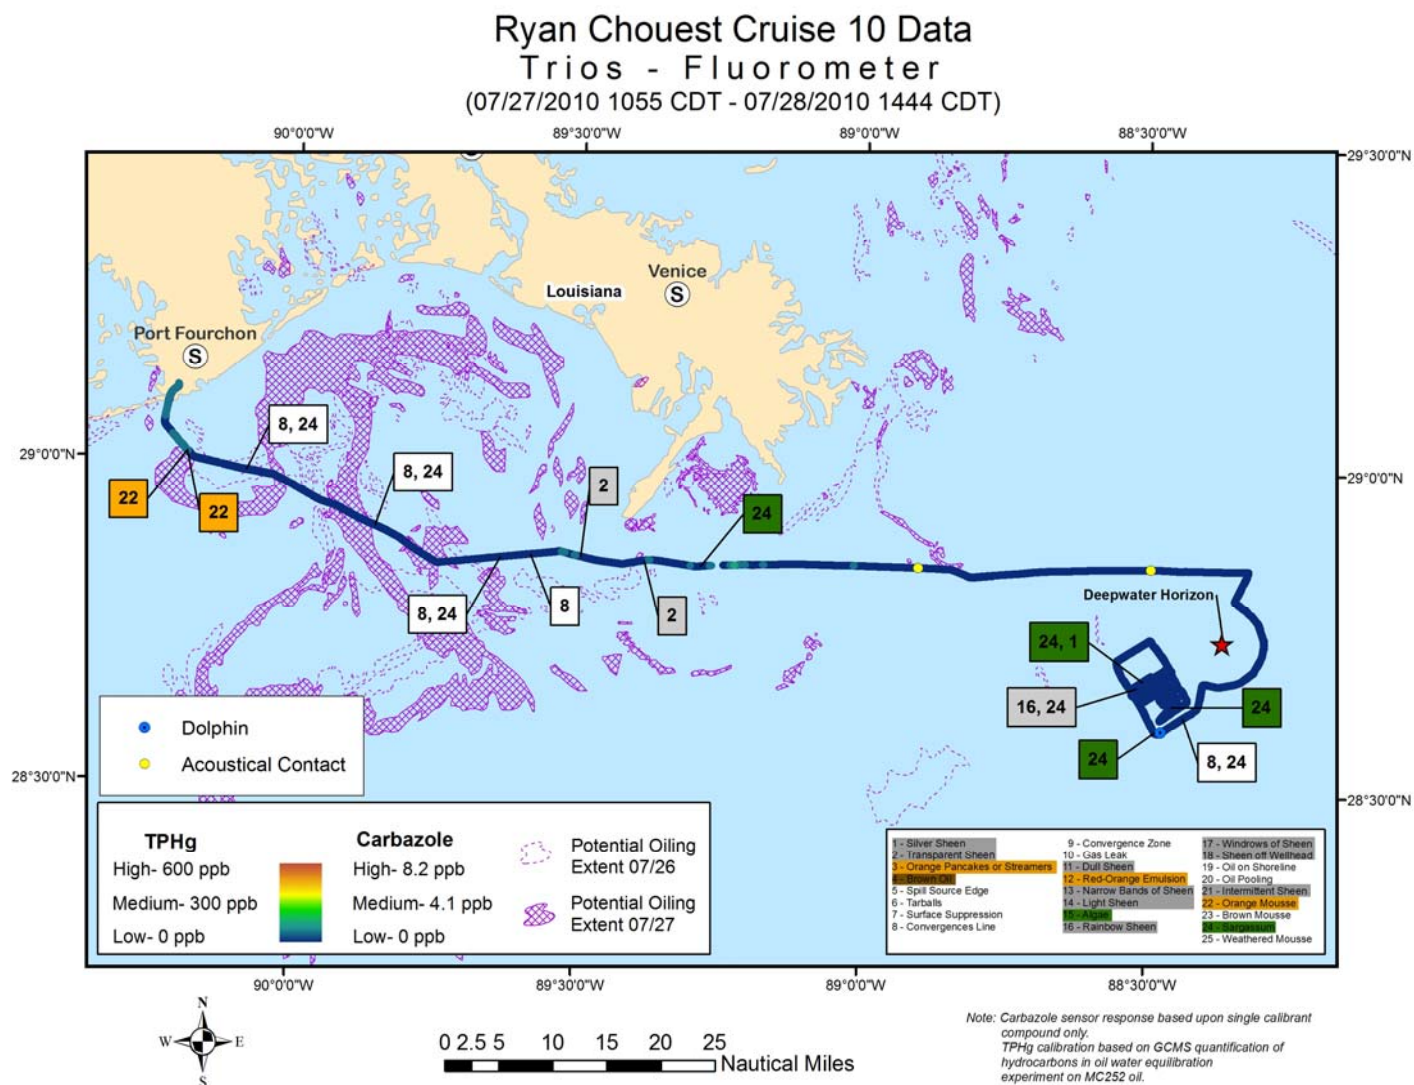 Ryan Chouest Cruise 10 Data
Trios - Fluorometer
(07/27/2010 1055 CDT - 07/28/2010 1444 CDT)
90°0'0"W
89°30'0"W
89°0'0"W
88°30'0"W
29°30'0"N
29°30'0"N
Venice
S
Louisiana
Port Fourchon
S
8, 24
29°0'0"N
8, 24
2
22
22
24
29°0'0"N
8, 24
8
2
Deepwater Horizon
24, 1
16, 24
24
24
8, 24
Dolphin
Acoustical Contact
28°30'0"N
28°30'0"N
TPHg
High- 600 ppb
Medium- 300 ppb
Low- 0 ppb
Carbazole
High- 8.2 ppb
Medium- 4.1 ppb
Low- 0 ppb
Potential Oiling
Extent 07/26
Potential Oiling
Extent 07/27
1 - Silver Sheen
2 - Transparent Sheen
3 - Orange Pancakes or Streamers
4 - Brown Oil
5 - Spill Source Edge
6 - Tarballs
7 - Surface Suppression
8 - Convergences Line
9 - Convergence Zone
10 - Gas Leak
11 - Dull Sheen
12 - Red-Orange Emulsion
13 - Narrow Bands of Sheen
14 - Light Sheen
15 - Algae
16 - Rainbow Sheen
17 - Windrows of Sheen
18 - Sheen off Wellhead
19 - Oil on Shoreline
20 - Oil Pooling
21 - Intermittent Sheen
22 - Orange Mousse
23 - Brown Mousse
24 - Sargassum
25 - Weathered Mousse
90°0'0"W
89°30'0"W
89°0'0"W
88°30'0"W
N
W
E
S
0 2.5 5 10 15 20 25
Nautical Miles
Note: Carbazole sensor response based upon single calibrant
compound only.
TPHg calibration based on GCMS quantification of
hydrocarbons in oil water equilibration
experiment on MC252 oil.